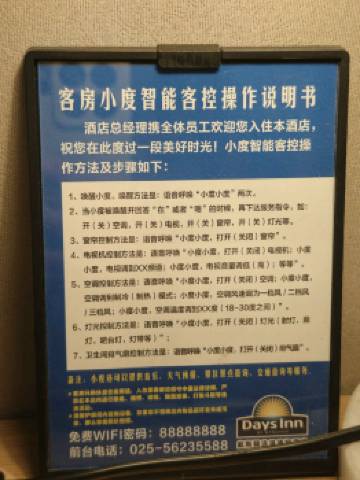 客房小度智能客控操作说明书
酒店总经理携全体员工欢迎您入住本酒店，
祝您在此度过一段美好时光！小度智能客控操
作方法及步骤如下：
1、唤醒小度，唤醒方法是：语音呼唤“小度小度”两次。
2、当小度被唤醒并回答“在”或者“嗯”的时候，再下达服务指令，如：
开（关）空调，开（关）电视，开（关）窗帘，开（关）灯光等。
3、窗帘控制方法是：语音呼唤“小度小度，打开（关闭）窗帘”。
4、电视机控制方法是：语音呼唤“小度小度，打开（关闭）电视机；小度
小度，电视调到XX频道；小度小度，电视音量调低（高）；等等”。
5、空调控制方法是：语音呼唤“小度小度，打开（关闭）空调；小度小度，
空调调到制冷（制热）模式；小度小度，空调风速调为一档风/二档风
/三档风；小度小度，空调温度调到XX度（18-30度之间）”。
6、灯光控制方法是：语音呼唤“小度小度，打开（关闭）灯光（射灯，廊
灯，吧台灯，灯带等）”；
7、卫生间排气扇控制方法是：语音呼唤“小度小度，打开（关闭）排气扇”。
免费WIFI密码：88888888
前台电话：025-56235588
Days Inn